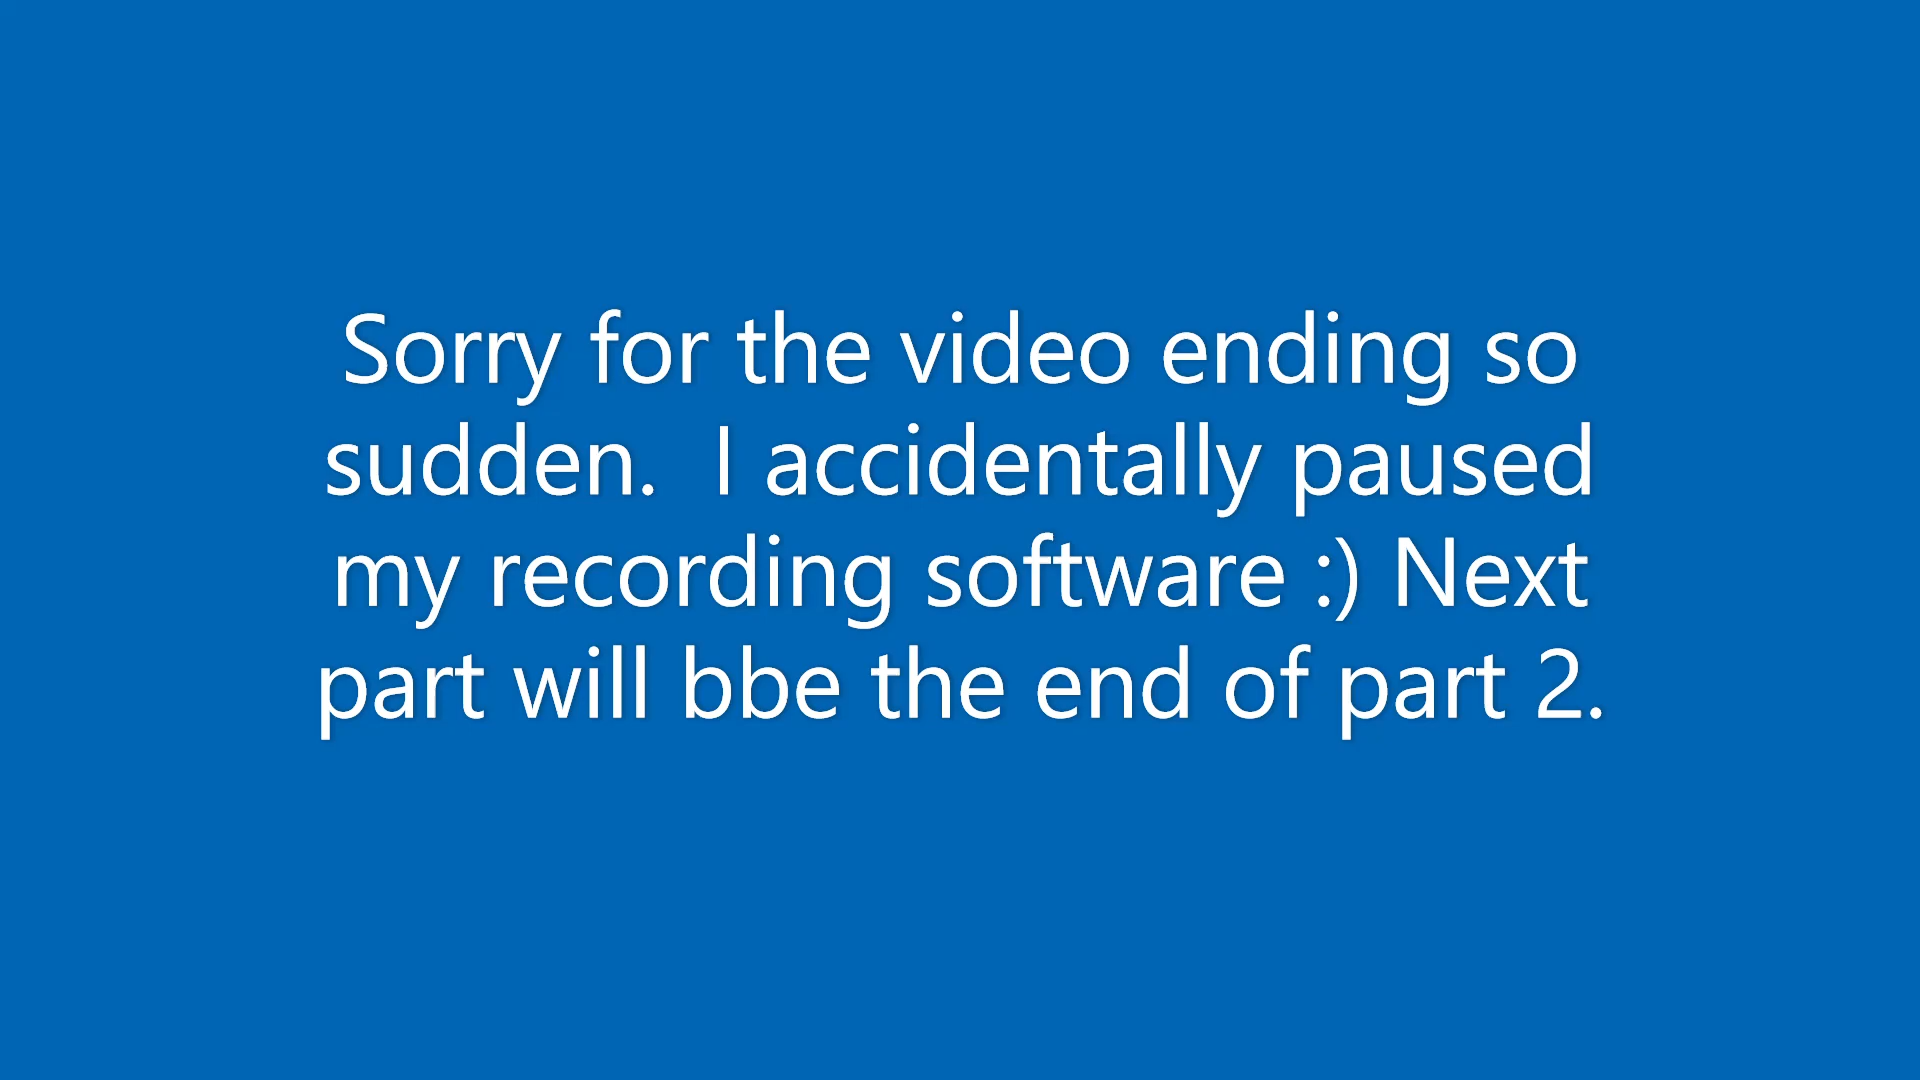 Sorry for the video ending so
sudden.  I accidentally paused
my recording software :) Next
part will bbe the end of part 2.